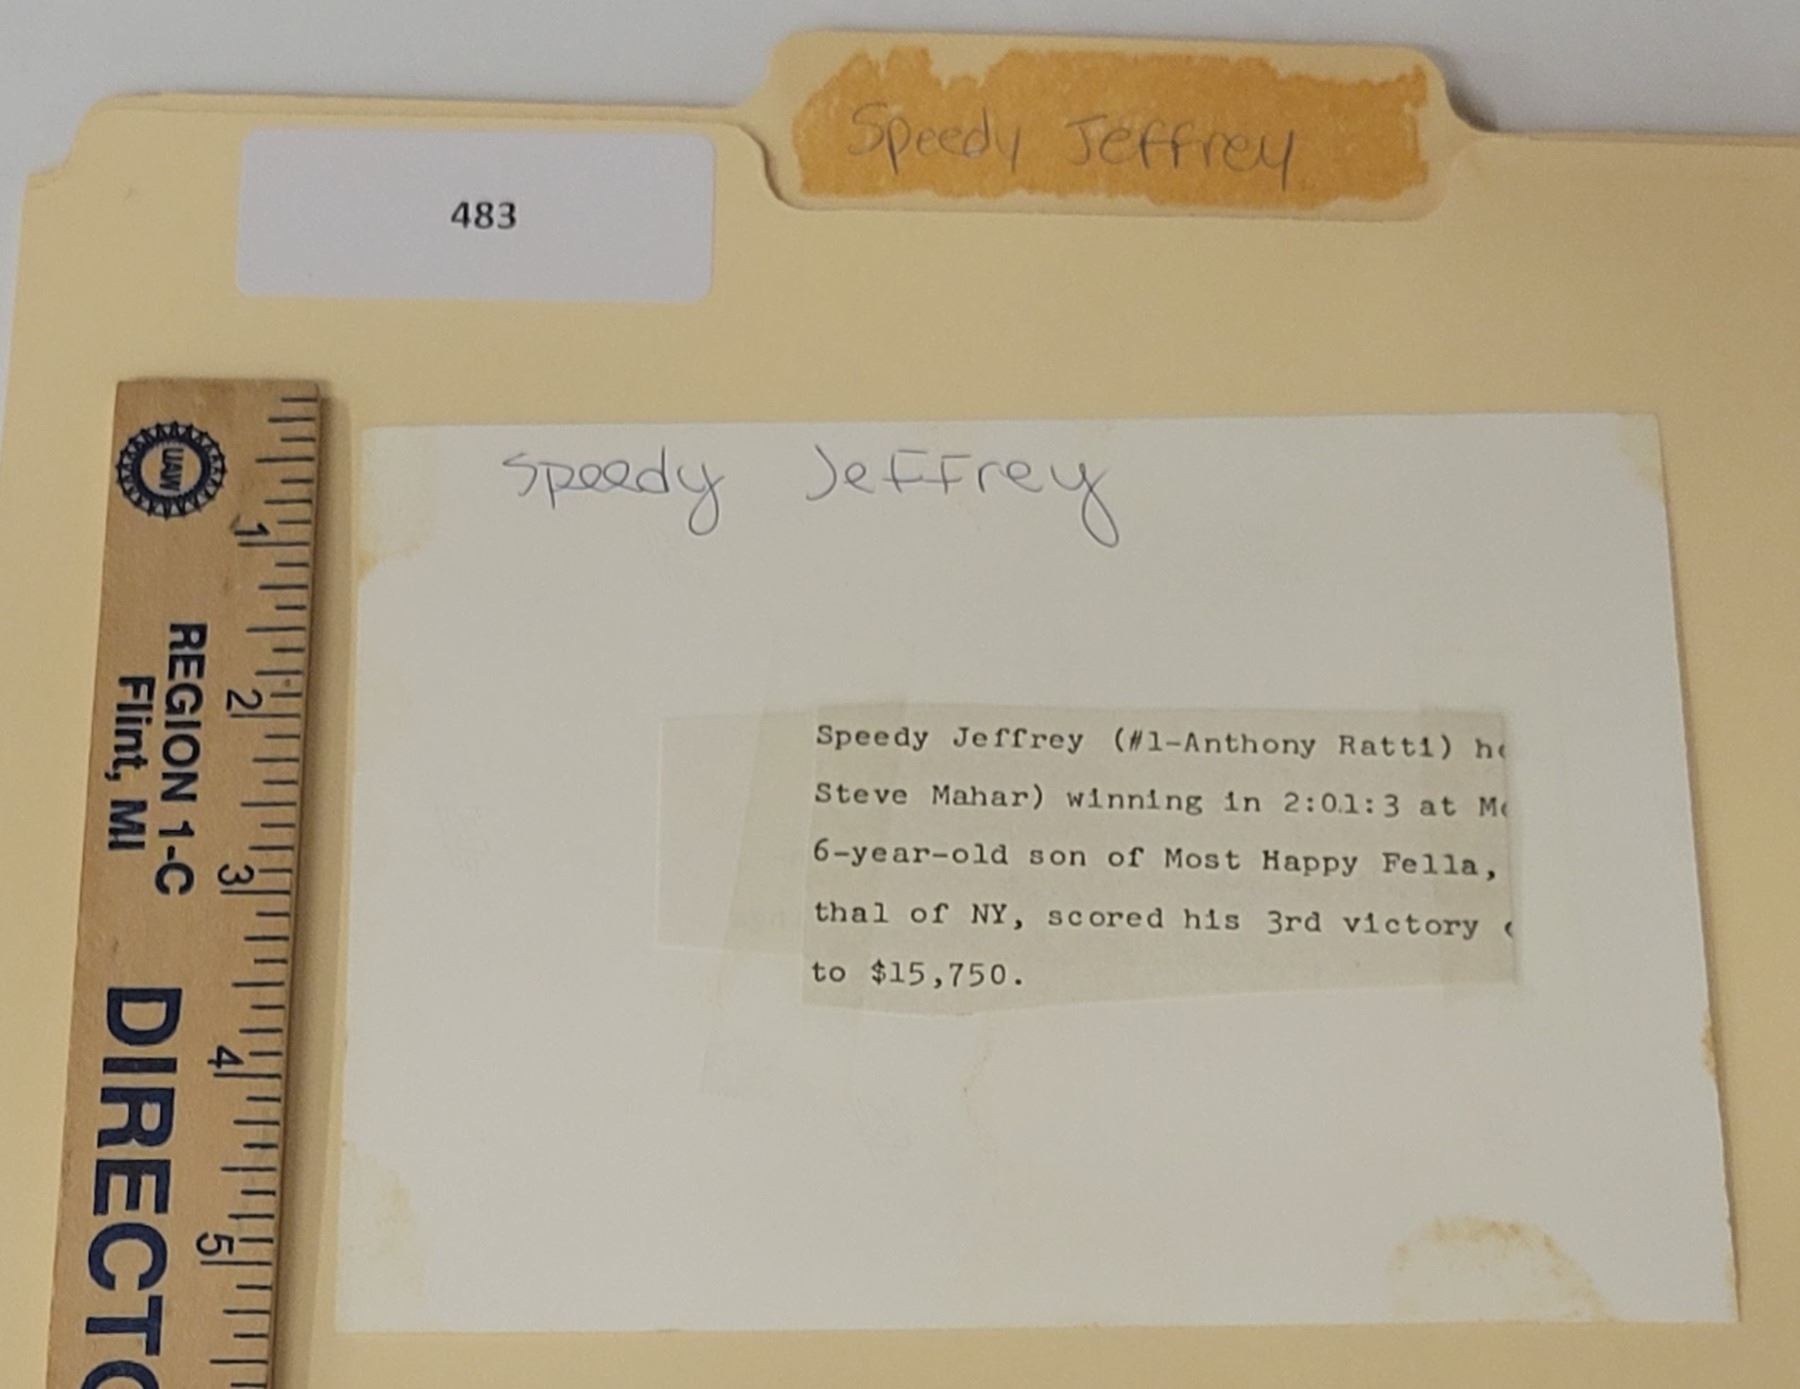 Speedy Jeffrey
483
Speedy Jeffrey
Speedy Jeffrey (#1-Anthony Ratti)
Steve Mahar) winning in 2:01:3 at
6-year-old son of Most Happy Fella,
thal of NY, scored his 3rd victory
to $15,750.
UAW
REGION 1-C
Flint, MI
1
2
3
4
5